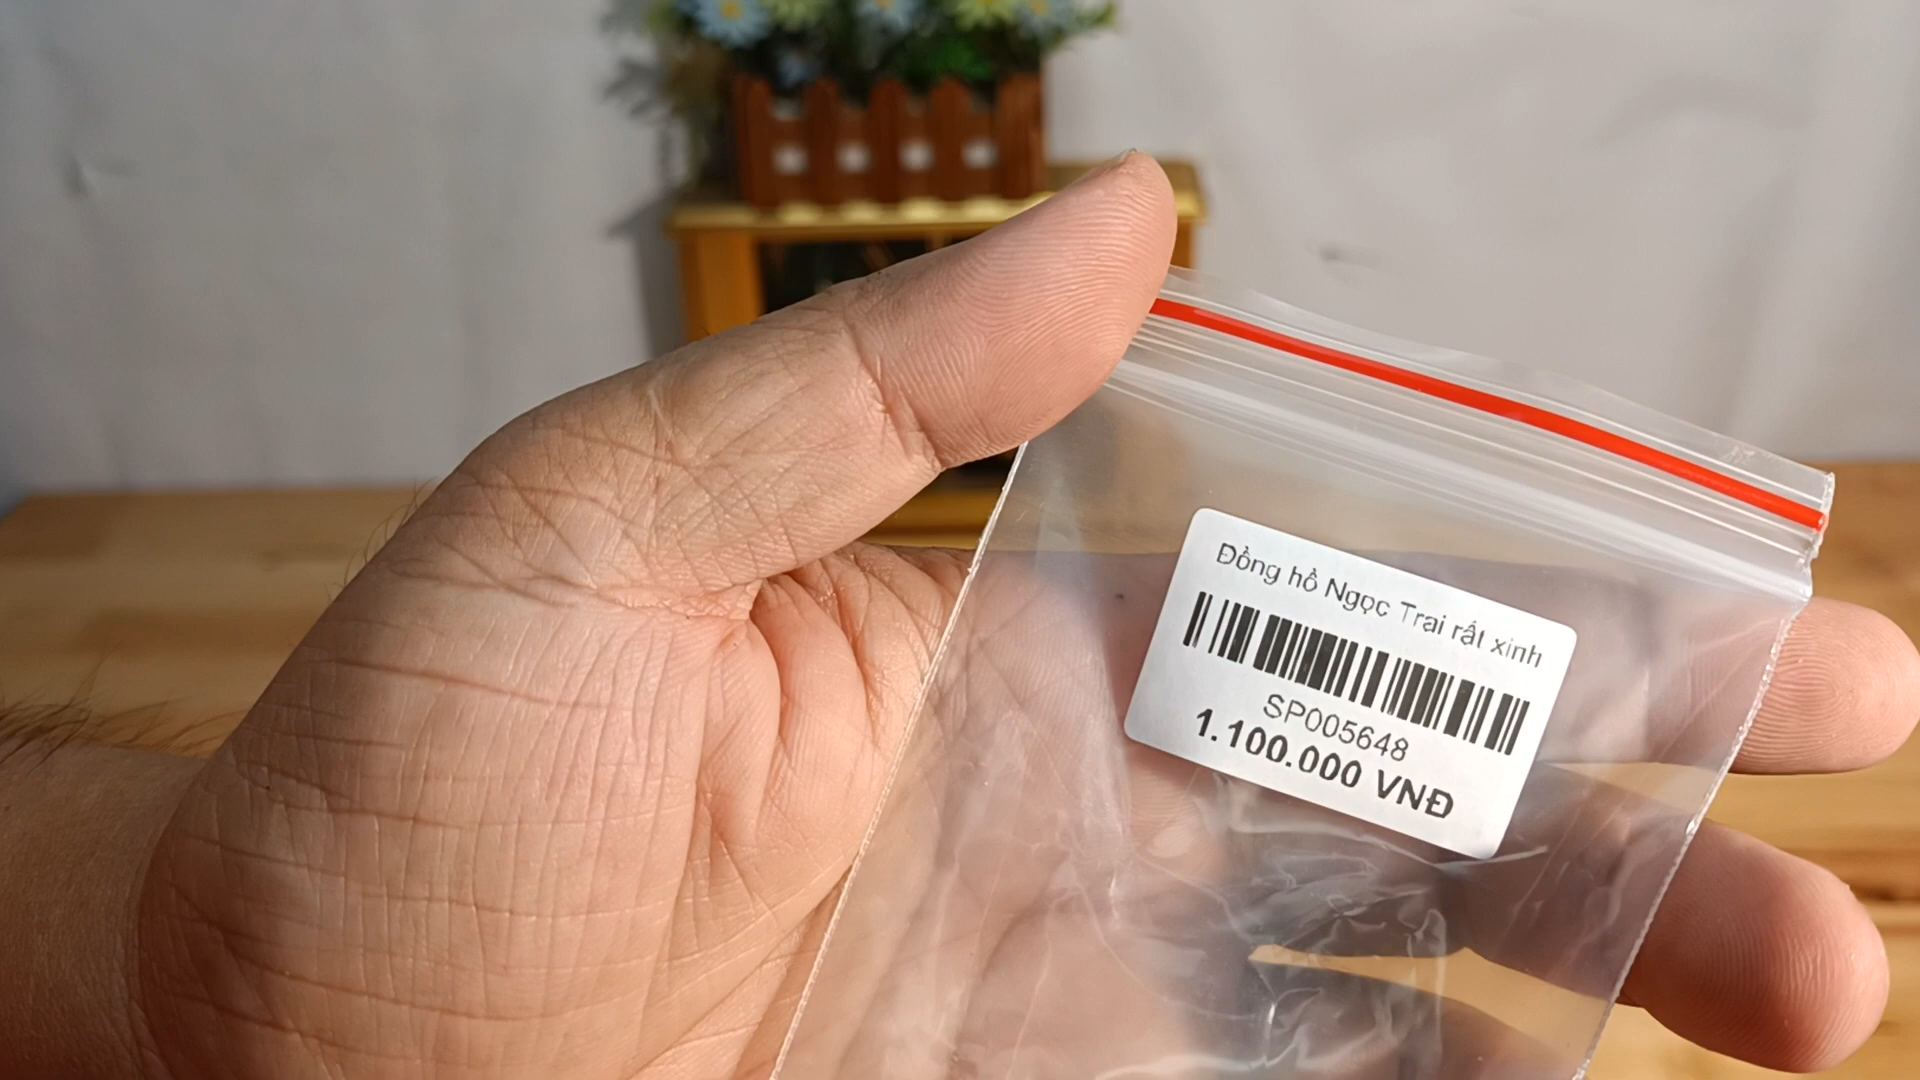 Đồng hồ Ngọc Trai rất xinh
SP005648
1.100.000 VNĐ